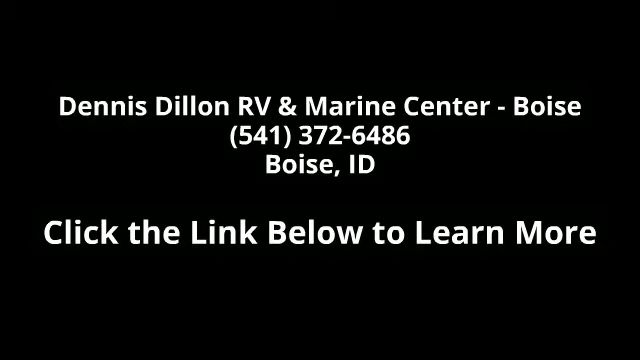 Dennis Dillon RV & Marine Center - Boise
(541) 372-6486
Boise, ID
Click the Link Below to Learn More